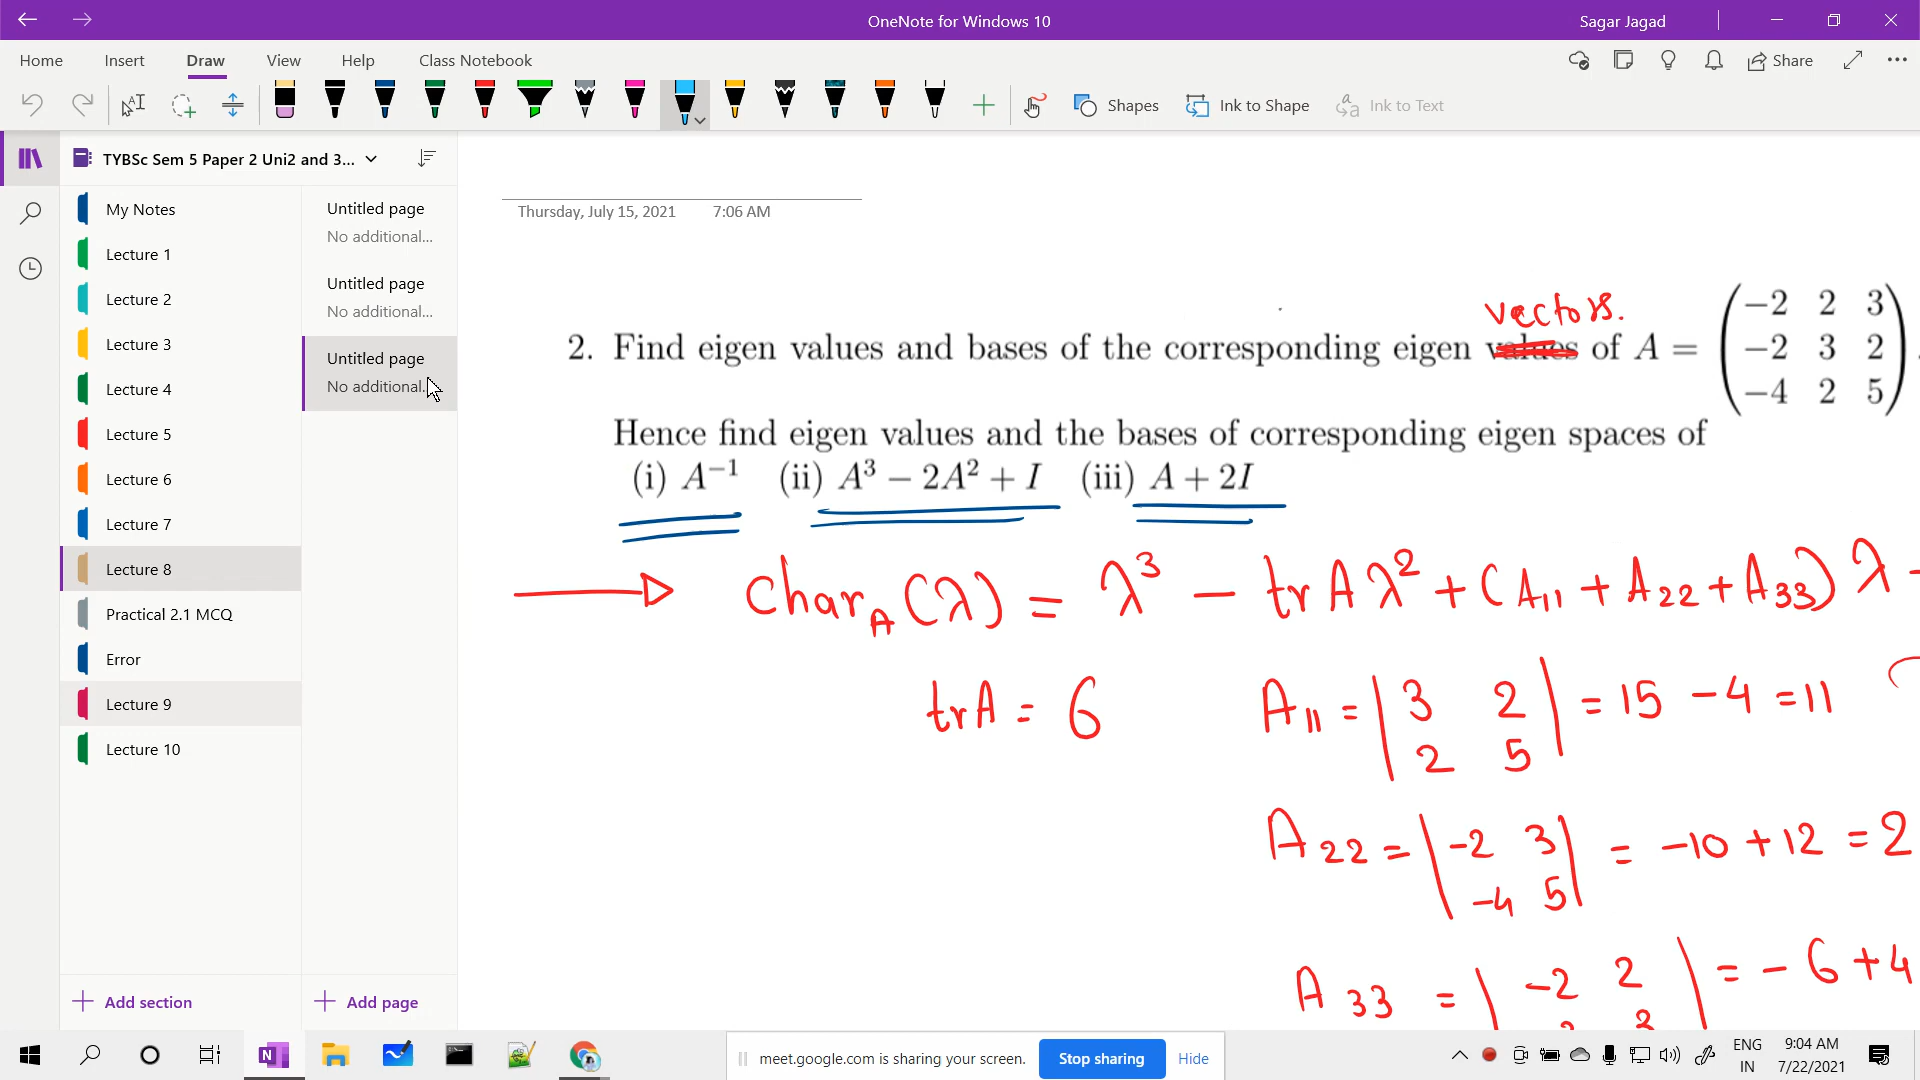 OneNote for Windows 10
Sagar Jagad
Home Insert Draw View Help Class Notebook
Share
Shapes Ink to Shape Ink to Text
TYBSc Sem 5 Paper 2 Uni2 and 3...
My Notes
Lecture 1
Lecture 2
Lecture 3
Lecture 4
Lecture 5
Lecture 6
Lecture 7
Lecture 8
Practical 2.1 MCQ
Error
Lecture 9
Lecture 10
Add section
Untitled page
No additional...
Untitled page
No additional...
Untitled page
No additional...
Add page
Thursday, July 15, 2021 7:06 AM
vectors.
2. Find eigen values and bases of the corresponding eigen values of A = 
-2 2 3
-2 3 2
-4 2 5
Hence find eigen values and the bases of corresponding eigen spaces of
(i) A⁻¹ (ii) A³ − 2A² + I (iii) A + 2I
char_A(λ) = λ³ − trA λ² + (A₁₁ + A₂₂ + A₃₃) λ −
trA = 6
A₁₁ = | 3 2 | = 15 − 4 = 11
2 5
A₂₂ = | −2 3 | = −10 + 12 = 2
−4 5
A₃₃ = | −2 2 | = −6 + 4
meet.google.com is sharing your screen. Stop sharing Hide
ENG
IN
9:04 AM
7/22/2021